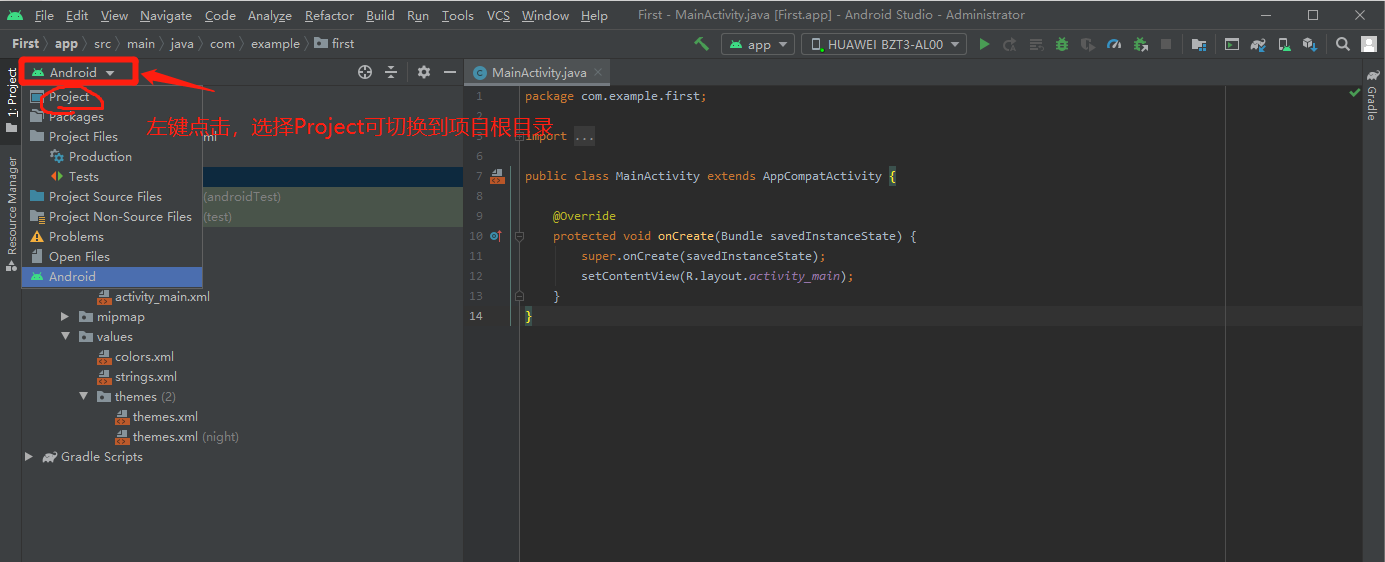 File Edit View Navigate Code Analyze Refactor Build Run Tools VCS Window Help First - MainActivity.java [First.app] - Android Studio - Administrator
First app src main java com example first app HUAWEI BZT3-AL00
1: Project
Resource Manager
Android
Project
Packages
Project Files
Production
Tests
Project Source Files (androidTest)
Project Non-Source Files (test)
Problems
Open Files
Android
左键点击，选择Project可切换到项目根目录
activity_main.xml
mipmap
values
colors.xml
strings.xml
themes (2)
themes.xml
themes.xml (night)
Gradle Scripts
MainActivity.java
1 package com.example.first;
2
import ...
6
7 public class MainActivity extends AppCompatActivity {
8
9 @Override
10 protected void onCreate(Bundle savedInstanceState) {
11 super.onCreate(savedInstanceState);
12 setContentView(R.layout.activity_main);
13 }
14 }
Gradle